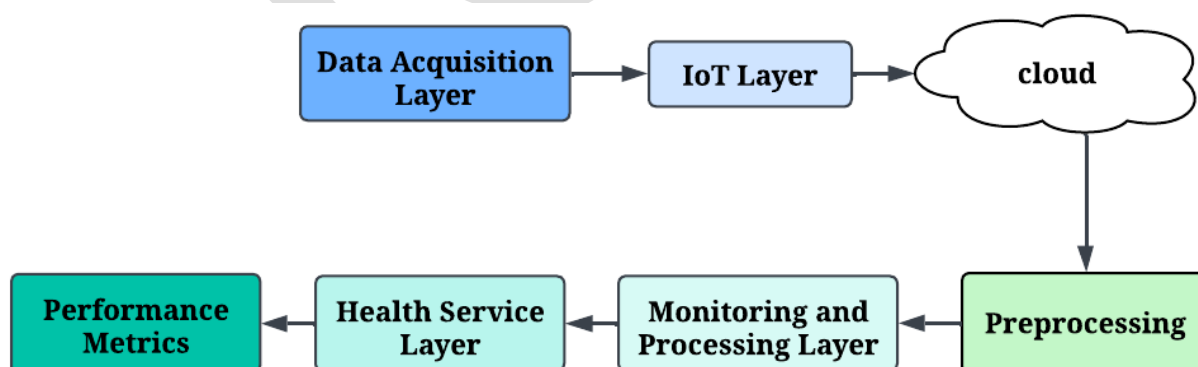 Data Acquisition
Layer
IoT Layer
cloud
Performance
Metrics
Health Service
Layer
Monitoring and
Processing Layer
Preprocessing